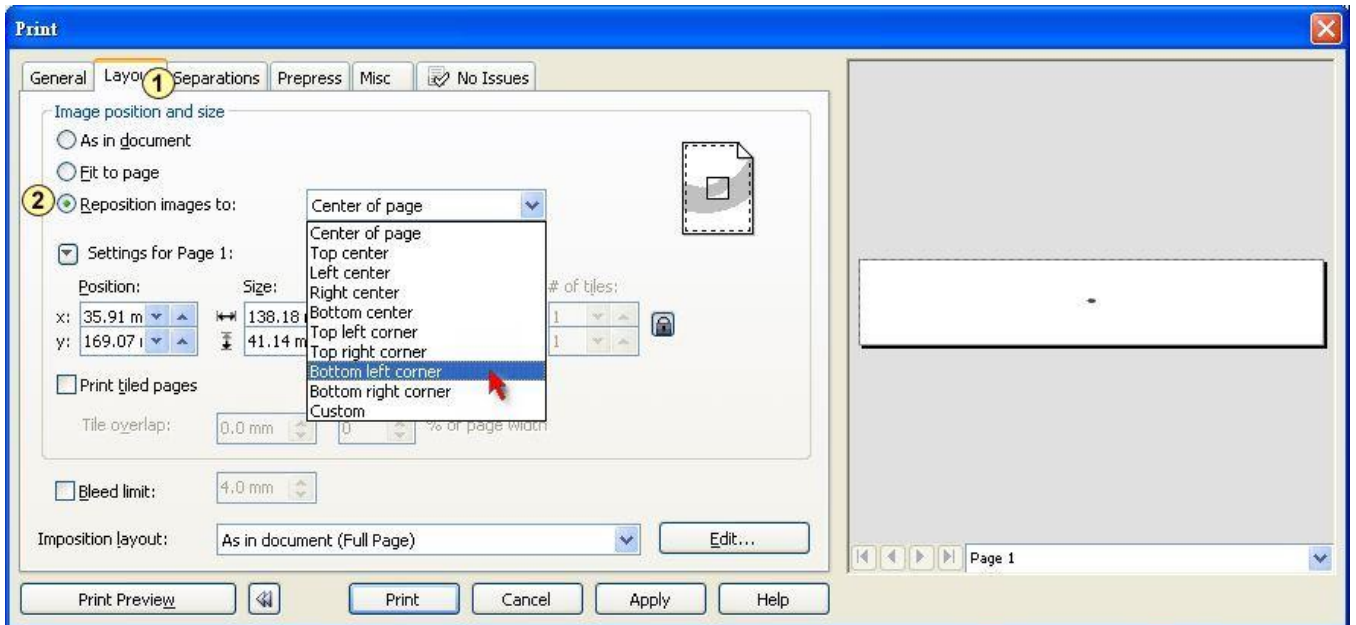 Print
General Layou 1 Separations Prepress Misc No Issues
Image position and size
As in document
Fit to page
2 Reposition images to: Center of page
Center of page
Top center
Settings for Page 1:
Left center
Position: Size: Right center # of tiles:
x: 35.91 m 138.18 Bottom center 1
Top left corner
y: 169.07 41.14 m Top right corner 1
Bottom left corner
Print tiled pages
Bottom right corner
Custom
Tile overlap: 0.0 mm 0 % of page width
Bleed limit: 4.0 mm
Imposition layout: As in document (Full Page) Edit...
Page 1
Print Preview Print Cancel Apply Help